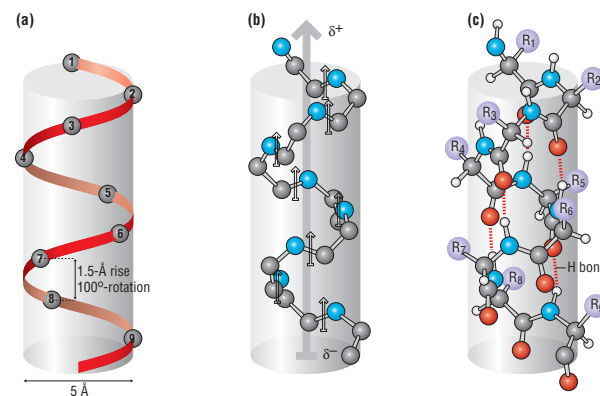 (a)
1
2
3
4
5
6
7
1.5-Å rise
100°-rotation
8
9
5 Å
(b)
δ+
δ–
(c)
R1
R2
R3
R4
R5
R6
R7
R8
H bon